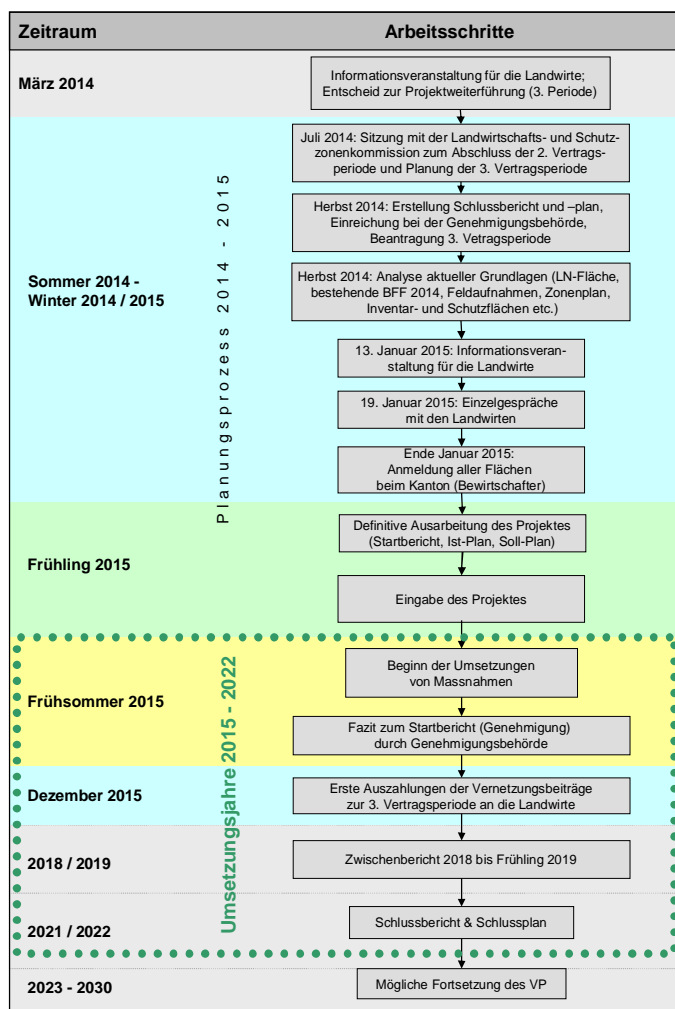 Zeitraum
Arbeitsschritte
März 2014
Informationsveranstaltung für die Landwirte;
Entscheid zur Projektweiterführung (3. Periode)
Planungsprozess 2014 - 2015
Sommer 2014 -
Winter 2014 / 2015
Juli 2014: Sitzung mit der Landwirtschafts- und Schutz-
zonenkommission zum Abschluss der 2. Vertrags-
periode und Planung der 3. Vertragsperiode
Herbst 2014: Erstellung Schlussbericht und –plan,
Einreichung bei der Genehmigungsbehörde,
Beantragung 3. Vetragsperiode
Herbst 2014: Analyse aktueller Grundlagen (LN-Fläche,
bestehende BFF 2014, Feldaufnahmen, Zonenplan,
Inventar- und Schutzflächen etc.)
13. Januar 2015: Informationsveran-
staltung für die Landwirte
19. Januar 2015: Einzelgespräche
mit den Landwirten
Ende Januar 2015:
Anmeldung aller Flächen
beim Kanton (Bewirtschafter)
Frühling 2015
Definitive Ausarbeitung des Projektes
(Startbericht, Ist-Plan, Soll-Plan)
Eingabe des Projektes
Umsetzungsjahre 2015 - 2022
Frühsommer 2015
Beginn der Umsetzungen
von Massnahmen
Fazit zum Startbericht (Genehmigung)
durch Genehmigungsbehörde
Dezember 2015
Erste Auszahlungen der Vernetzungsbeiträge
zur 3. Vertragsperiode an die Landwirte
2018 / 2019
Zwischenbericht 2018 bis Frühling 2019
2021 / 2022
Schlussbericht & Schlussplan
2023 - 2030
Mögliche Fortsetzung des VP